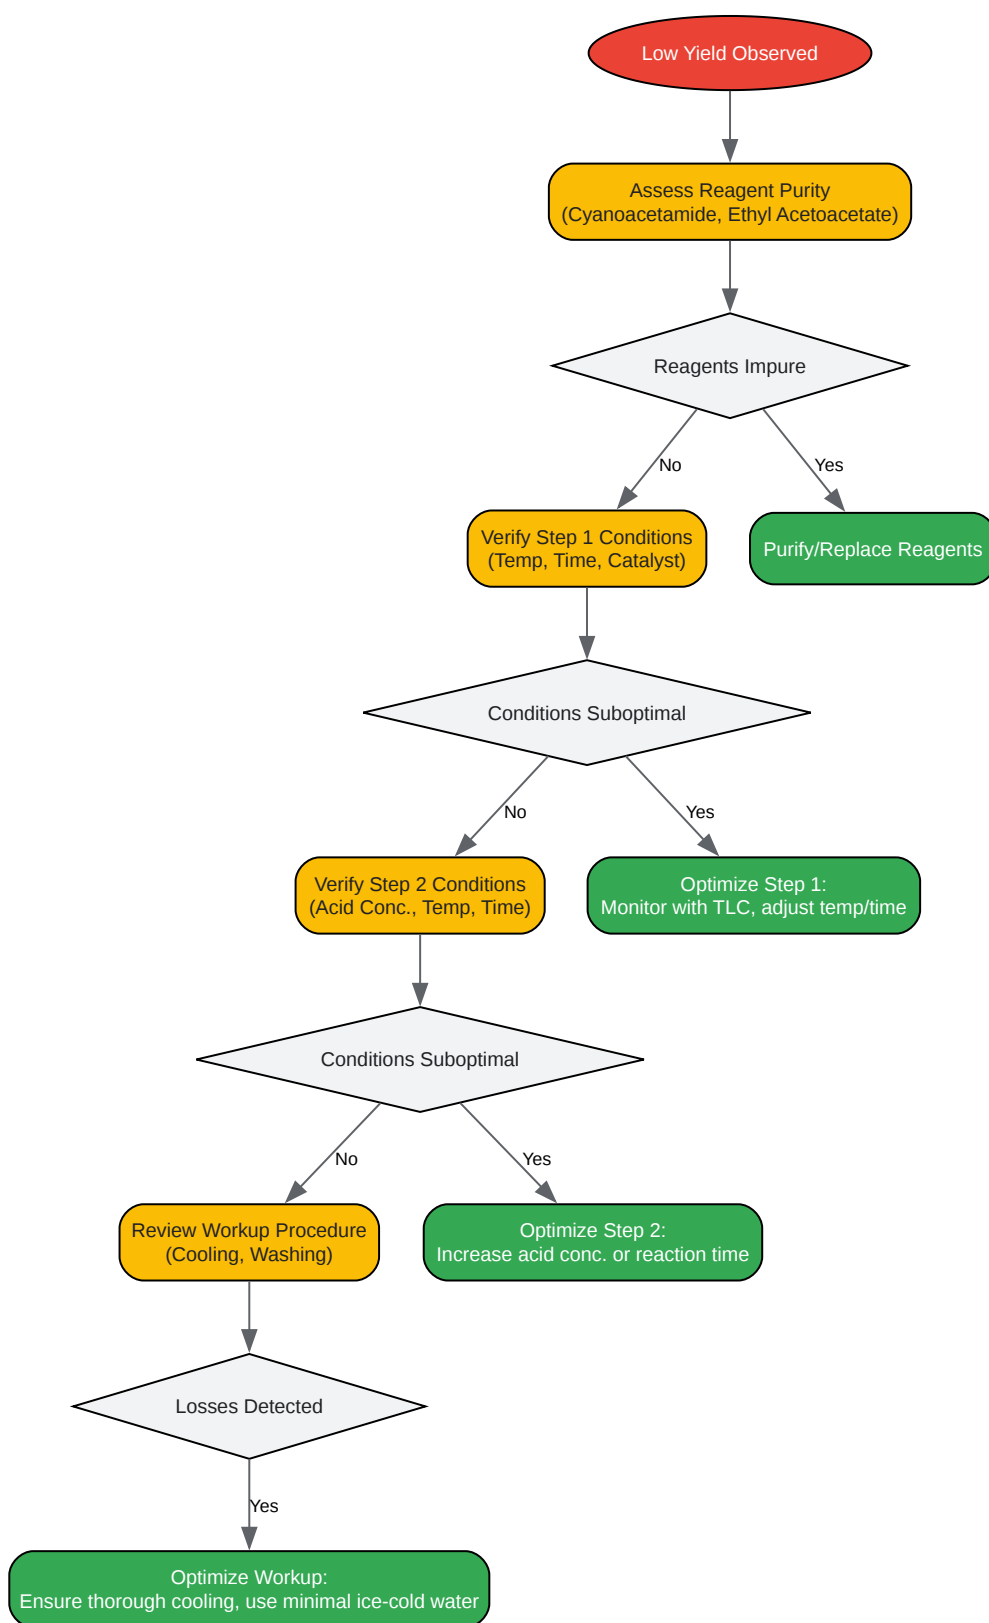 Low Yield Observed
Assess Reagent Purity
(Cyanoacetamide, Ethyl Acetoacetate)
Reagents Impure
No
Yes
Verify Step 1 Conditions
(Temp, Time, Catalyst)
Purify/Replace Reagents
Conditions Suboptimal
No
Yes
Verify Step 2 Conditions
(Acid Conc., Temp, Time)
Optimize Step 1:
Monitor with TLC, adjust temp/time
Conditions Suboptimal
No
Yes
Review Workup Procedure
(Cooling, Washing)
Optimize Step 2:
Increase acid conc. or reaction time
Losses Detected
Yes
Optimize Workup:
Ensure thorough cooling, use minimal ice-cold water